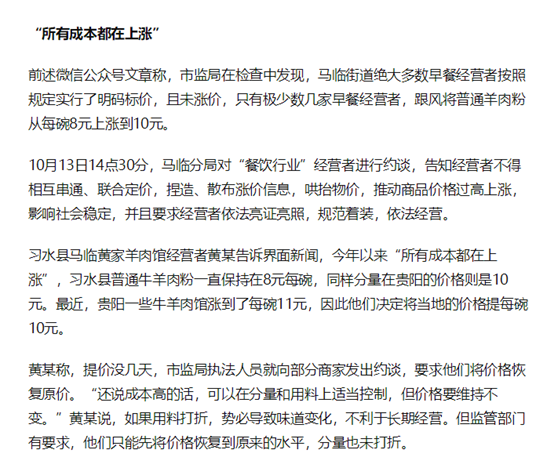 “所有成本都在上涨”
前述微信公众号文章称，市监局在检查中发现，马临街道绝大多数早餐经营者按照
规定实行了明码标价，且未涨价，只有极少数几家早餐经营者，跟风将普通羊肉粉
从每碗8元上涨到10元。
10月13日14点30分，马临分局对“餐饮行业”经营者进行约谈，告知经营者不得
相互串通、联合定价，捏造、散布涨价信息，哄抬物价，推动商品价格过高上涨，
影响社会稳定，并且要求经营者依法亮证亮照，规范着装，依法经营。
习水县马临黄家羊肉馆经营者黄某告诉界面新闻，今年以来“所有成本都在上
涨”，习水县普通牛羊肉粉一直保持在8元每碗，同样分量在贵阳的价格则是10
元。最近，贵阳一些牛羊肉馆涨到了每碗11元，因此他们决定将当地的价格提每碗
10元。
黄某称，提价没几天，市监局执法人员就向部分商家发出约谈，要求他们将价格恢
复原价。“还说成本高的话，可以在分量和用料上适当控制，但价格要维持不
变。”黄某说，如果用料打折，势必导致味道变化，不利于长期经营。但监管部门
有要求，他们只能先将价格恢复到原来的水平，分量也未打折。